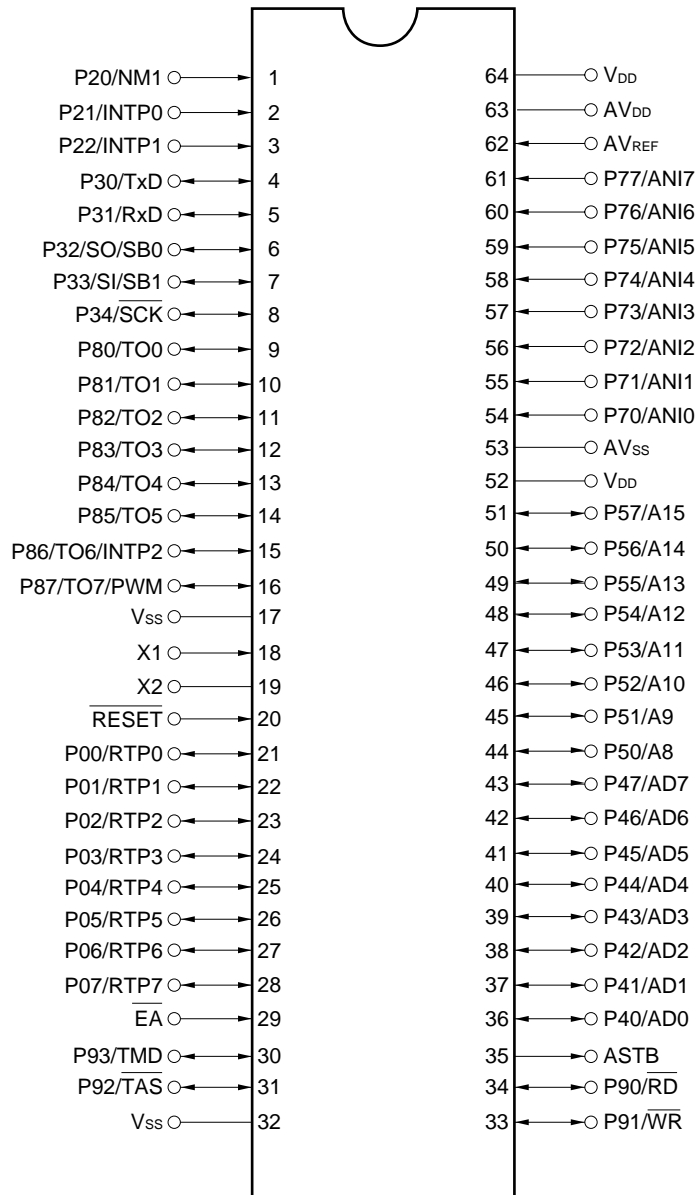 P20/NM1 1 64 VDD
P21/INTP0 2 63 AVDD
P22/INTP1 3 62 AVREF
P30/TxD 4 61 P77/ANI7
P31/RxD 5 60 P76/ANI6
P32/SO/SB0 6 59 P75/ANI5
P33/SI/SB1 7 58 P74/ANI4
P34/S̅C̅K̅ 8 57 P73/ANI3
P80/TO0 9 56 P72/ANI2
P81/TO1 10 55 P71/ANI1
P82/TO2 11 54 P70/ANI0
P83/TO3 12 53 AVSS
P84/TO4 13 52 VDD
P85/TO5 14 51 P57/A15
P86/TO6/INTP2 15 50 P56/A14
P87/TO7/PWM 16 49 P55/A13
VSS 17 48 P54/A12
X1 18 47 P53/A11
X2 19 46 P52/A10
R̅E̅S̅E̅T̅ 20 45 P51/A9
P00/RTP0 21 44 P50/A8
P01/RTP1 22 43 P47/AD7
P02/RTP2 23 42 P46/AD6
P03/RTP3 24 41 P45/AD5
P04/RTP4 25 40 P44/AD4
P05/RTP5 26 39 P43/AD3
P06/RTP6 27 38 P42/AD2
P07/RTP7 28 37 P41/AD1
E̅A̅ 29 36 P40/AD0
P93/TMD 30 35 ASTB
P92/T̅A̅S̅ 31 34 P90/R̅D̅
VSS 32 33 P91/W̅R̅